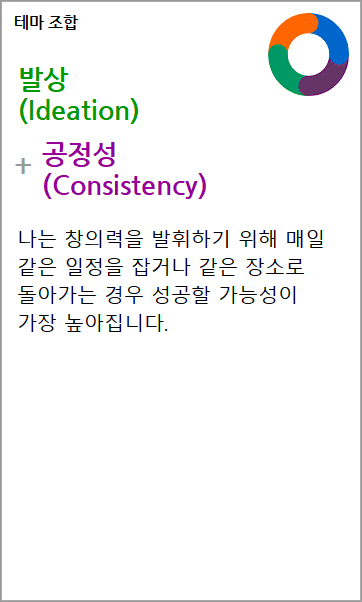 테마 조합
발상
(Ideation)
+ 공정성
(Consistency)
나는 창의력을 발휘하기 위해 매일
같은 일정을 잡거나 같은 장소로
돌아가는 경우 성공할 가능성이
가장 높아집니다.